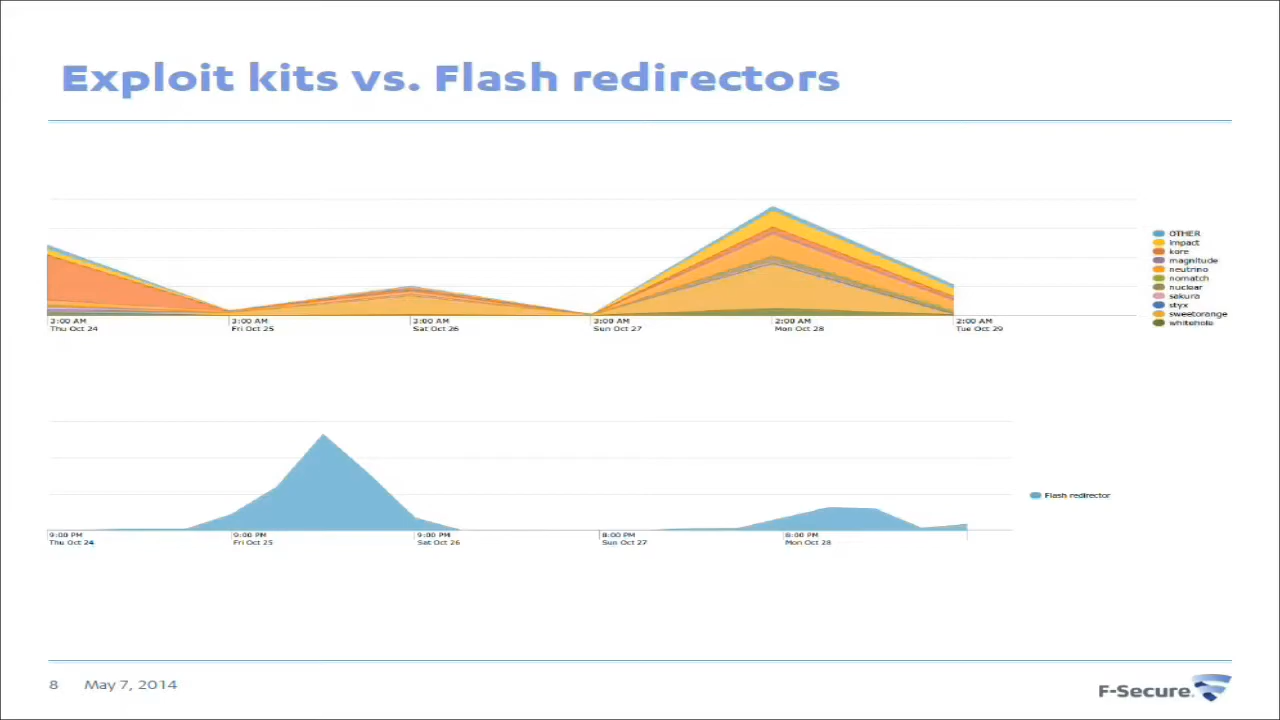 Exploit kits vs. Flash redirectors
OTHER
impact
kore
magnitude
neutrino
nomatch
nuclear
sakura
styx
sweetorange
whitehole
3:00 AM
Thu Oct 24
3:00 AM
Fri Oct 25
3:00 AM
Sat Oct 26
3:00 AM
Sun Oct 27
2:00 AM
Mon Oct 28
2:00 AM
Tue Oct 29
Flash redirector
9:00 PM
Thu Oct 24
9:00 PM
Fri Oct 25
9:00 PM
Sat Oct 26
8:00 PM
Sun Oct 27
8:00 PM
Mon Oct 28
8 May 7, 2014
F-Secure.